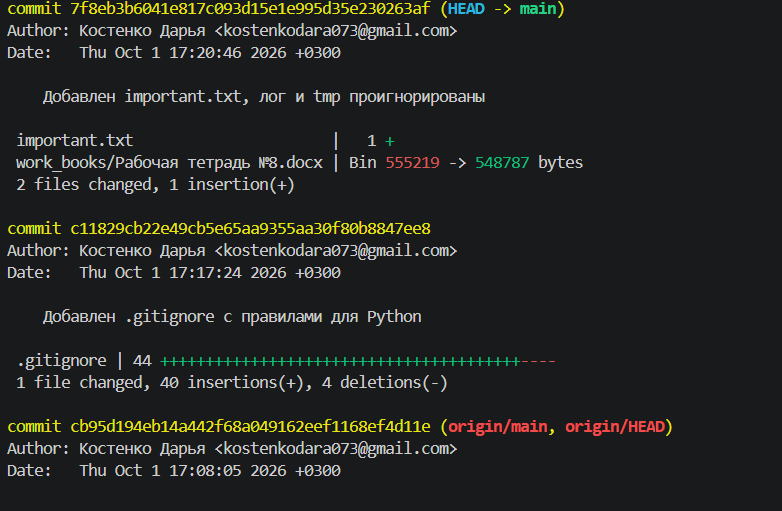 commit 7f8eb3b6041e817c093d15e1e995d35e230263af (HEAD -> main)
Author: Костенко Дарья <kostenkodara073@gmail.com>
Date:   Thu Oct 1 17:20:46 2026 +0300
    Добавлен important.txt, лог и tmp проигнорированы
 important.txt                      |   1 +
 work_books/Рабочая тетрадь №8.docx | Bin 555219 -> 548787 bytes
 2 files changed, 1 insertion(+)
commit c11829cb22e49cb5e65aa9355aa30f80b8847ee8
Author: Костенко Дарья <kostenkodara073@gmail.com>
Date:   Thu Oct 1 17:17:24 2026 +0300
    Добавлен .gitignore с правилами для Python
 .gitignore | 44 ++++++++++++++++++++++++++++++++++++++++----
 1 file changed, 40 insertions(+), 4 deletions(-)
commit cb95d194eb14a442f68a049162eef1168ef4d11e (origin/main, origin/HEAD)
Author: Костенко Дарья <kostenkodara073@gmail.com>
Date:   Thu Oct 1 17:08:05 2026 +0300